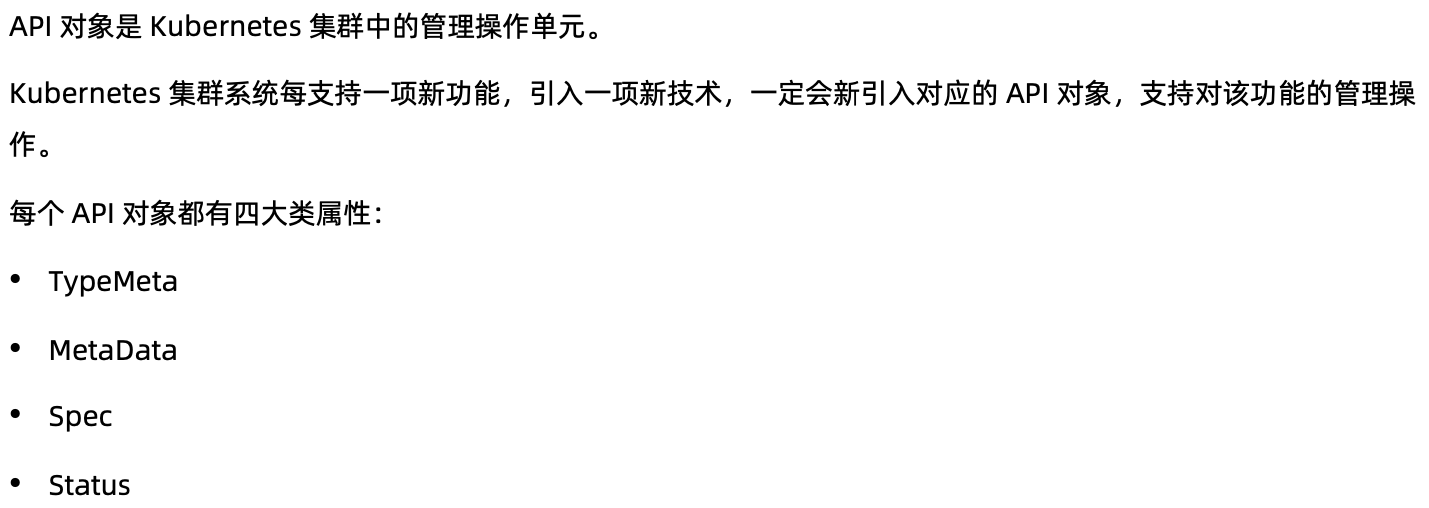 API 对象是 Kubernetes 集群中的管理操作单元。
Kubernetes 集群系统每支持一项新功能，引入一项新技术，一定会新引入对应的 API 对象，支持对该功能的管理操
作。
每个 API 对象都有四大类属性：
• TypeMeta
• MetaData
• Spec
• Status